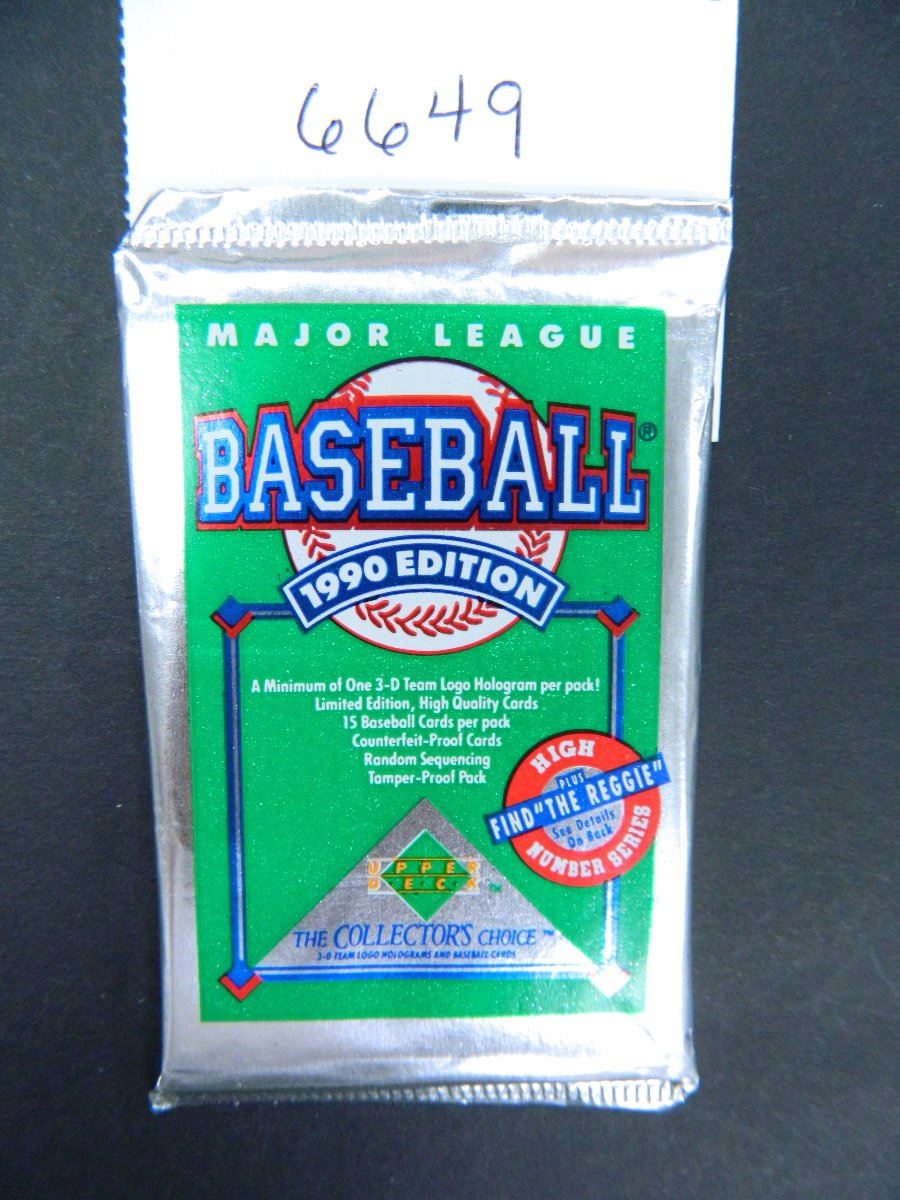 6649
MAJOR LEAGUE
BASEBALL®
1990 EDITION
A Minimum of One 3-D Team Logo Hologram per pack!
Limited Edition, High Quality Cards
15 Baseball Cards per pack
Counterfeit-Proof Cards
Random Sequencing
Tamper-Proof Pack
HIGH
PLUS
FIND "THE REGGIE"
See Details
On Back
NUMBER SERIES
UPPER
DECK™
THE COLLECTOR'S CHOICE™
3-D TEAM LOGO HOLOGRAMS AND BASEBALL CARDS